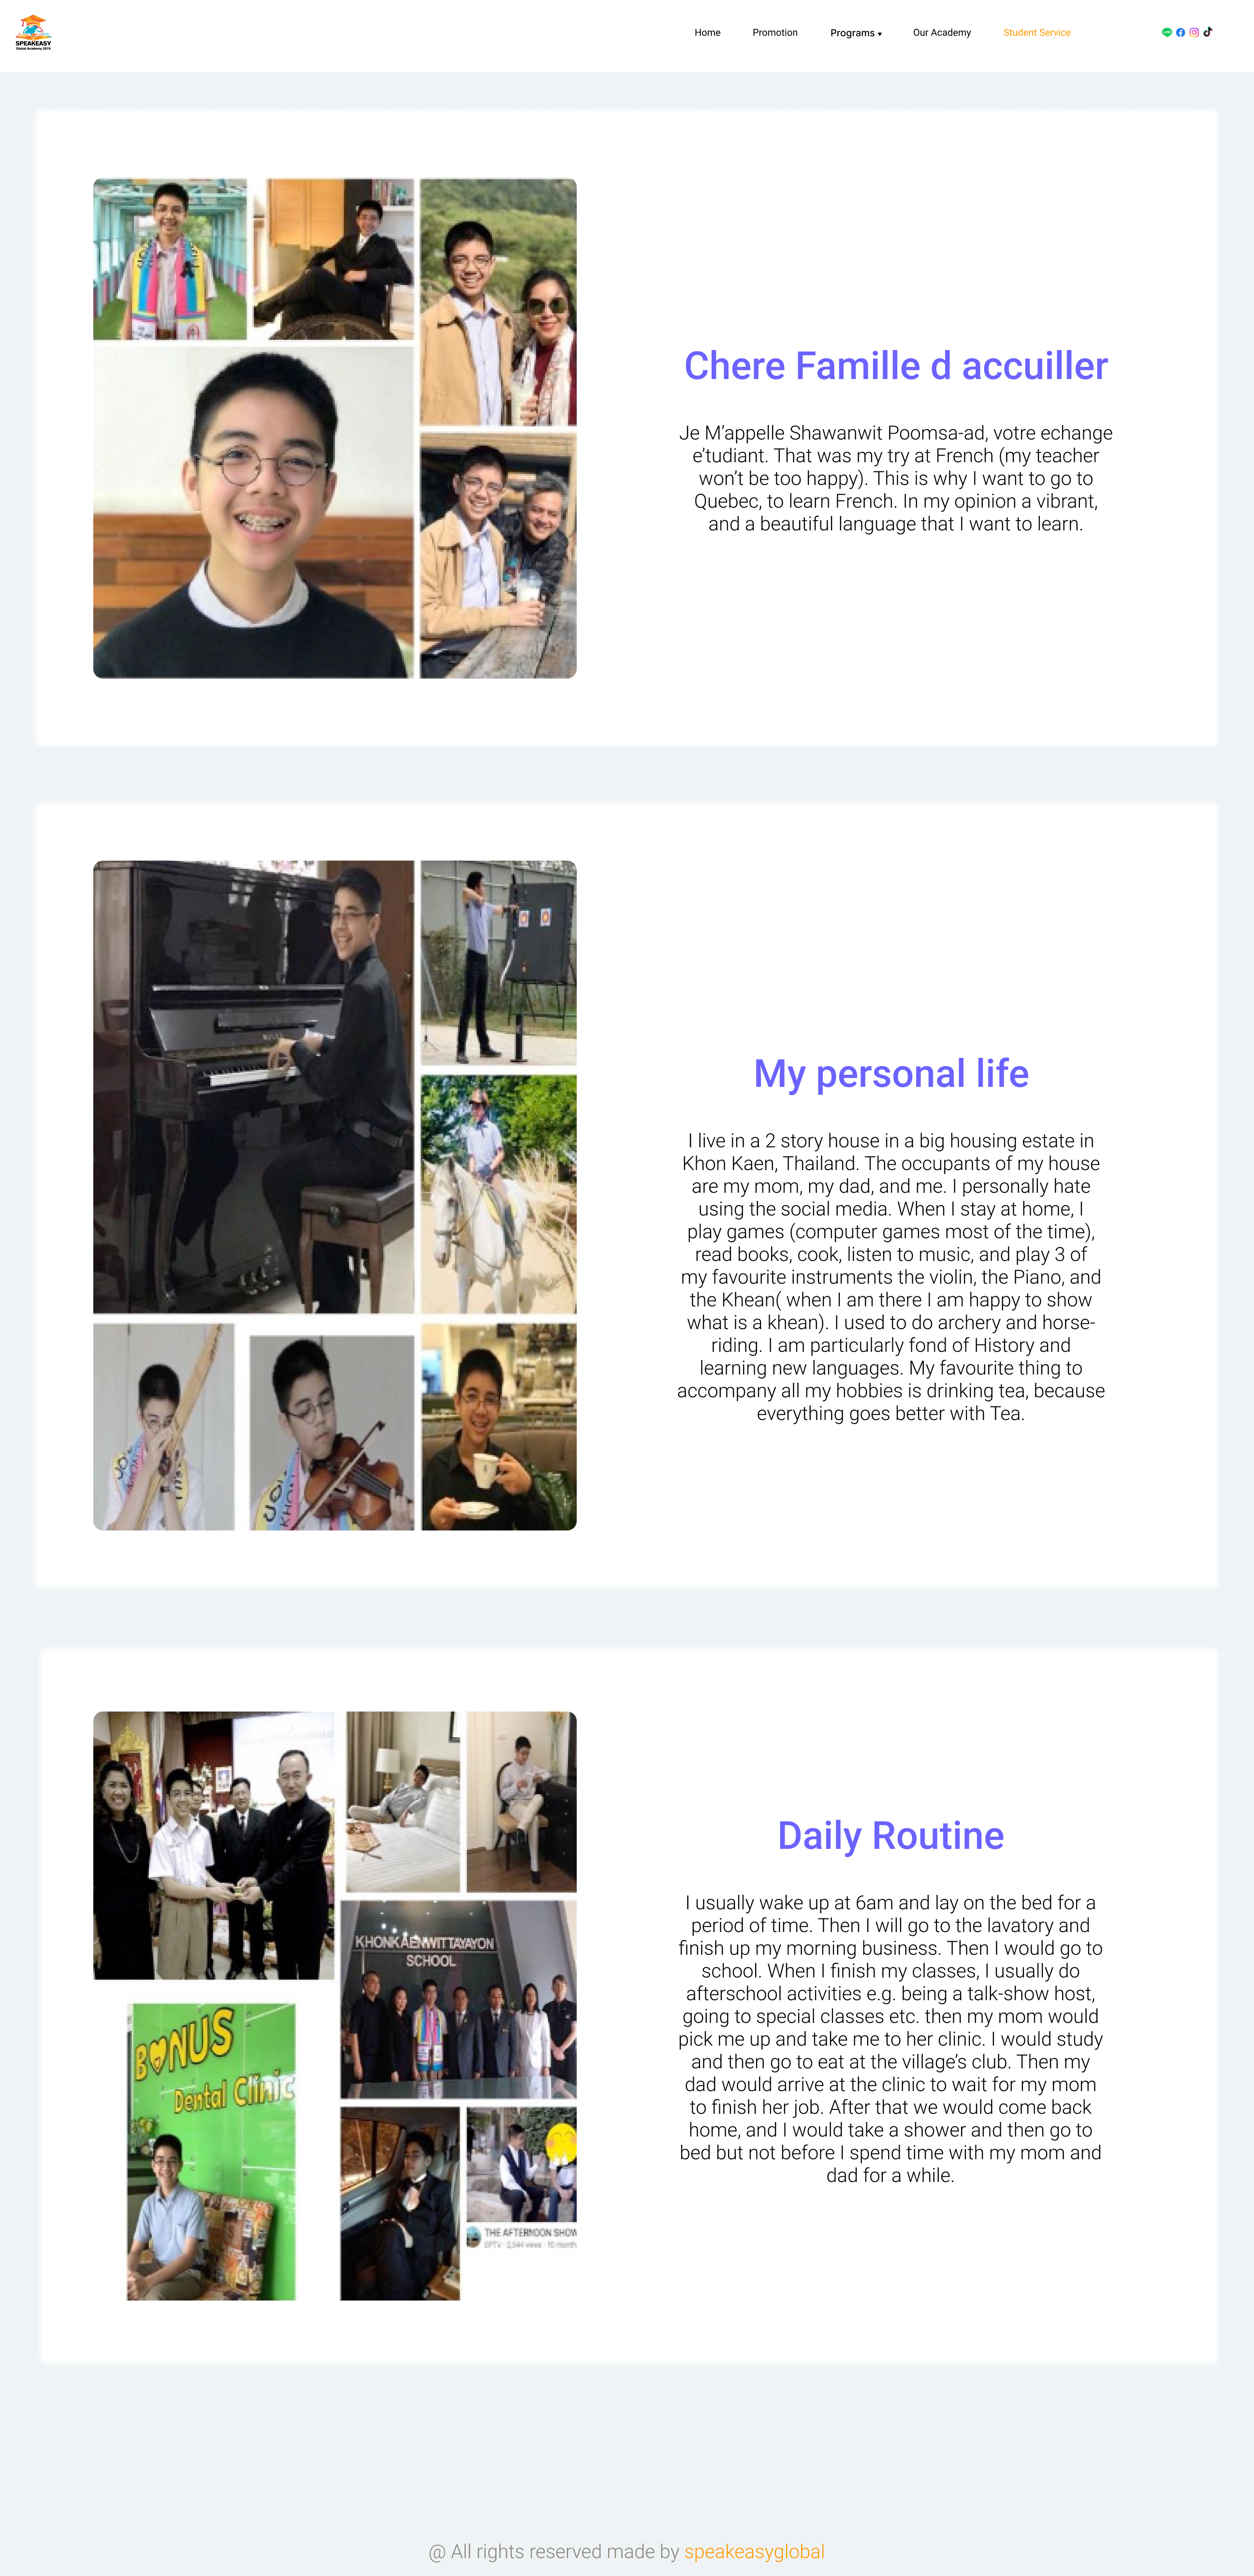 SPEAKEASY
Global Academy 2019
Home
Promotion
Programs ▾
Our Academy
Student Service
Chere Famille d accuiller
Je M’appelle Shawanwit Poomsa-ad, votre echange
e’tudiant. That was my try at French (my teacher
won’t be too happy). This is why I want to go to
Quebec, to learn French. In my opinion a vibrant,
and a beautiful language that I want to learn.
My personal life
I live in a 2 story house in a big housing estate in
Khon Kaen, Thailand. The occupants of my house
are my mom, my dad, and me. I personally hate
using the social media. When I stay at home, I
play games (computer games most of the time),
read books, cook, listen to music, and play 3 of
my favourite instruments the violin, the Piano, and
the Khean( when I am there I am happy to show
what is a khean). I used to do archery and horse-
riding. I am particularly fond of History and
learning new languages. My favourite thing to
accompany all my hobbies is drinking tea, because
everything goes better with Tea.
KHONKAENWITTAYAYON
SCHOOL
BONUS
Dental Clinic
THE AFTERNOON SHOW
EPTV · 2,544 views · 10 month
Daily Routine
I usually wake up at 6am and lay on the bed for a
period of time. Then I will go to the lavatory and
finish up my morning business. Then I would go to
school. When I finish my classes, I usually do
afterschool activities e.g. being a talk-show host,
going to special classes etc. then my mom would
pick me up and take me to her clinic. I would study
and then go to eat at the village’s club. Then my
dad would arrive at the clinic to wait for my mom
to finish her job. After that we would come back
home, and I would take a shower and then go to
bed but not before I spend time with my mom and
dad for a while.
@ All rights reserved made by speakeasyglobal